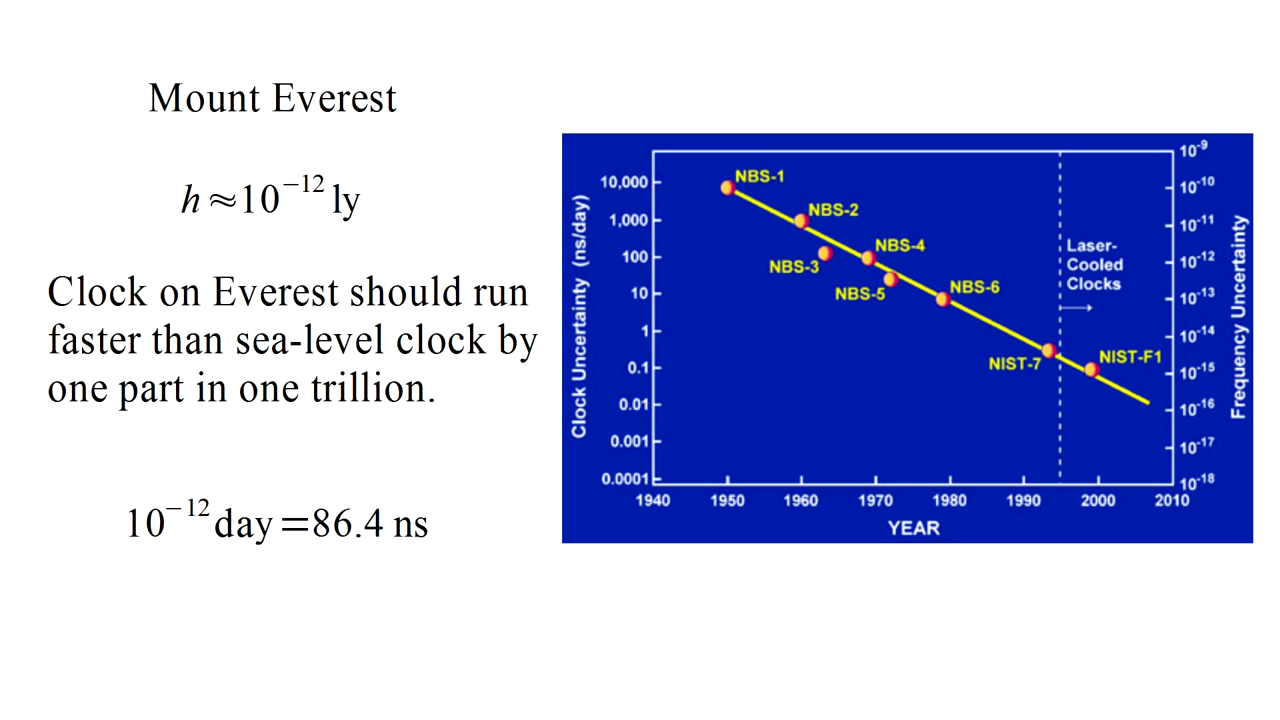 Mount Everest
h≈10⁻¹² ly
Clock on Everest should run
faster than sea-level clock by
one part in one trillion.
10⁻¹² day=86.4 ns
Clock Uncertainty (ns/day)
10,000
1,000
100
10
1
0.1
0.01
0.001
0.0001
NBS-1
NBS-2
NBS-3
NBS-4
NBS-5
NBS-6
NIST-7
NIST-F1
Laser-
Cooled
Clocks
10⁻⁹
10⁻¹⁰
10⁻¹¹
10⁻¹²
10⁻¹³
10⁻¹⁴
10⁻¹⁵
10⁻¹⁶
10⁻¹⁷
10⁻¹⁸
Frequency Uncertainty
1940 1950 1960 1970 1980 1990 2000 2010
YEAR